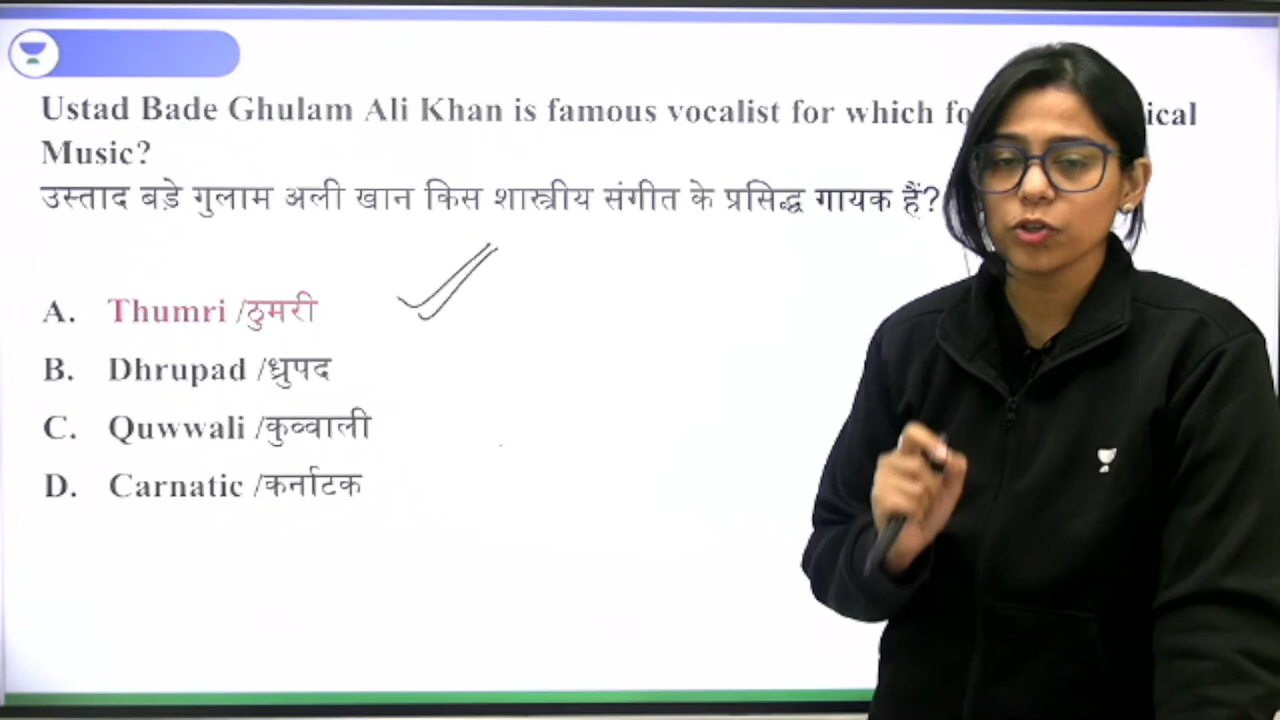 Ustad Bade Ghulam Ali Khan is famous vocalist for which
Music?
उस्ताद बड़े गुलाम अली खान किस शास्त्रीय संगीत के प्रसिद्ध गायक हैं?
A. Thumri /ठुमरी
B. Dhrupad /ध्रुपद
C. Quwwali /कुव्वाली
D. Carnatic /कर्नाटक